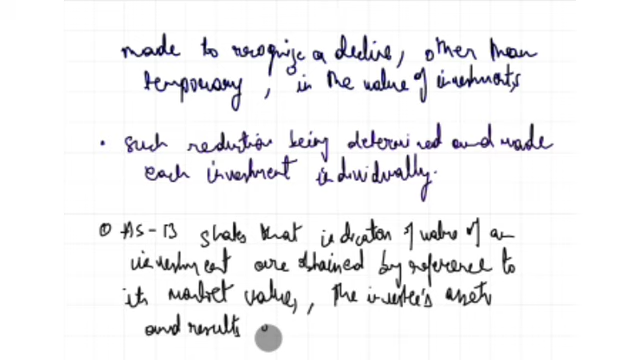 made to recognize a decline, other than
temporary, in the value of investments
• such reduction being determined and made
each investment individually.
① AS-13 states that indicators of value of an
investment are obtained by reference to
its market value, the investee's assets
and results